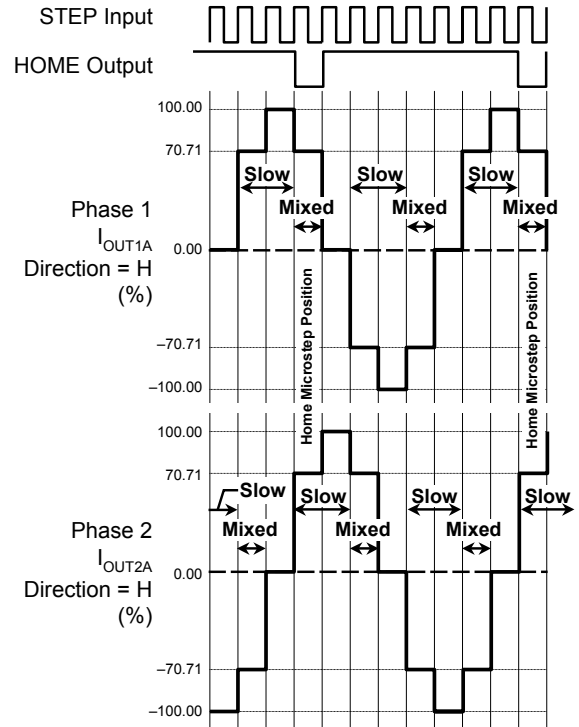 STEP Input
HOME Output
100.00
70.71
Slow
Slow
Slow
Mixed
Mixed
Mixed
Phase 1
I_OUT1A
Direction = H
(%)
0.00
–70.71
–100.00
Home Microstep Position
Home Microstep Position
100.00
70.71
Slow
Slow
Slow
Slow
Mixed
Mixed
Mixed
Phase 2
I_OUT2A
Direction = H
(%)
0.00
–70.71
–100.00